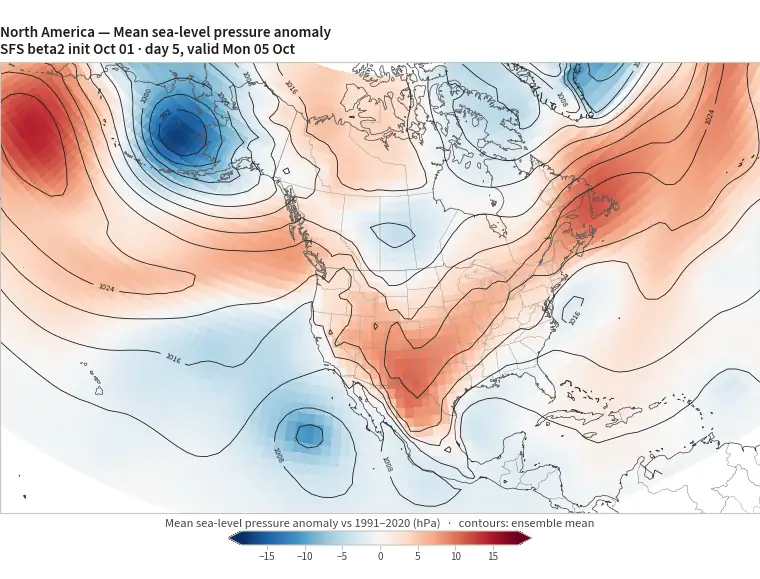 North America — Mean sea-level pressure anomaly
SFS beta2 init Oct 01 · day 5, valid Mon 05 Oct
1000
992
1008
1016
1008
1024
1024
1016
1016
1008
1008
Mean sea-level pressure anomaly vs 1991–2020 (hPa) · contours: ensemble mean
−15 −10 −5 0 5 10 15